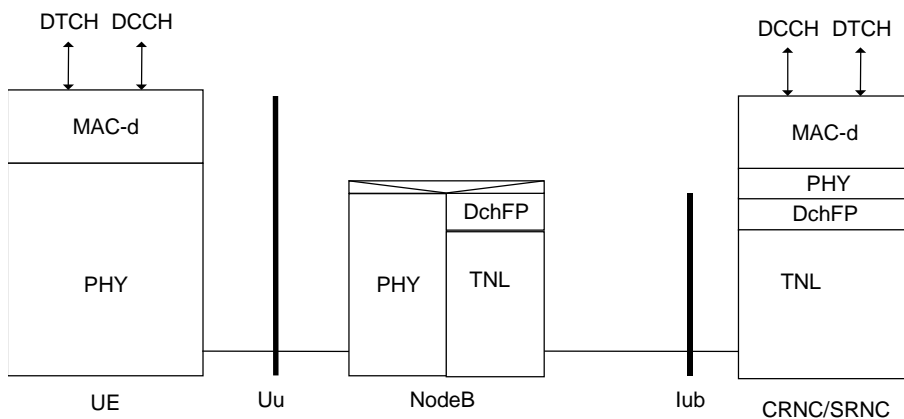 DTCH DCCH
DCCH DTCH
MAC-d
MAC-d
PHY
DchFP
DchFP
PHY
PHY
TNL
TNL
UE
Uu
NodeB
Iub
CRNC/SRNC